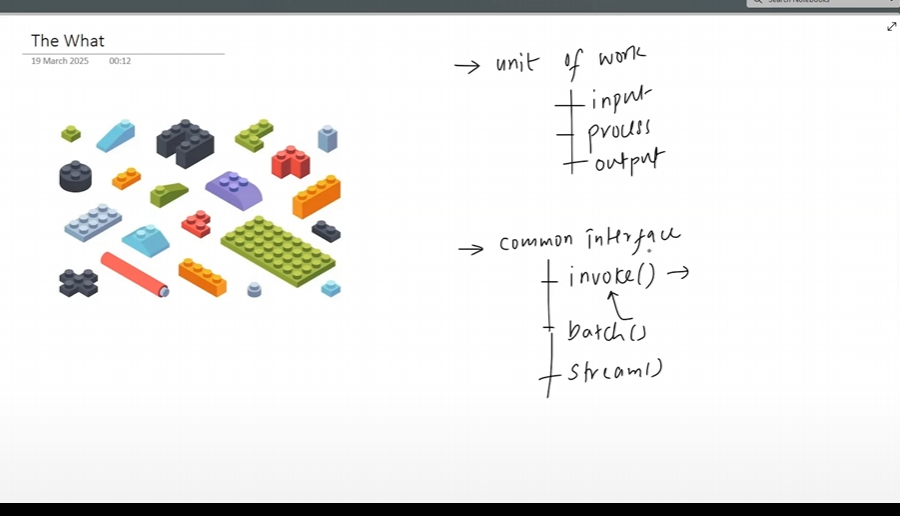 Search Notebooks
The What
19 March 2025 00:12
→ unit of work
input
process
output
→ common interface
invoke() →
batch()
stream()